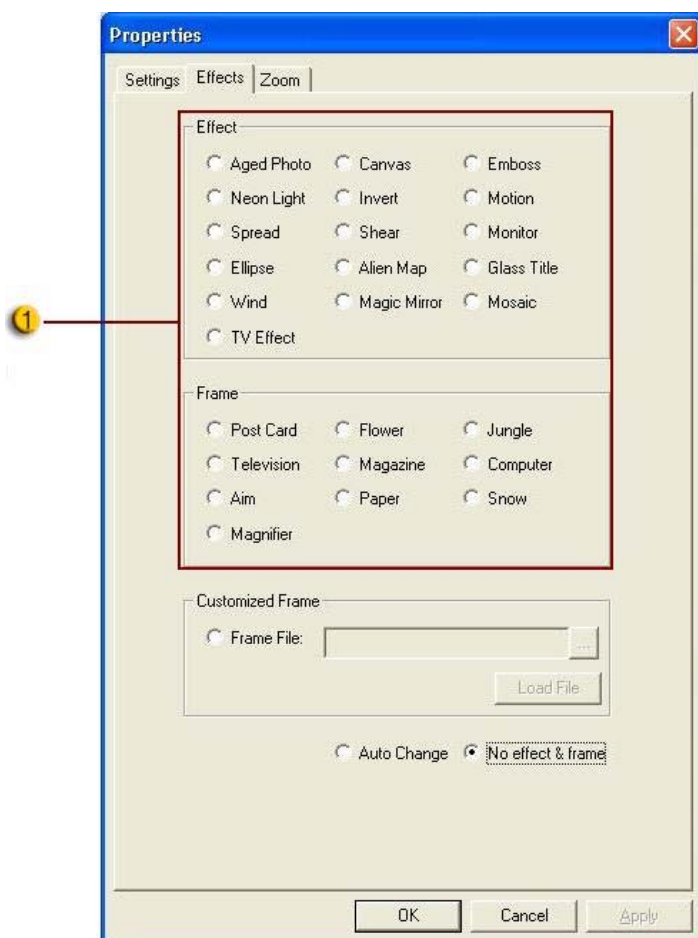 Properties
Settings Effects Zoom
Effect
Aged Photo Canvas Emboss
Neon Light Invert Motion
Spread Shear Monitor
Ellipse Alien Map Glass Title
Wind Magic Mirror Mosaic
TV Effect
1
Frame
Post Card Flower Jungle
Television Magazine Computer
Aim Paper Snow
Magnifier
Customized Frame
Frame File: ...
Load File
Auto Change No effect & frame
OK Cancel Apply